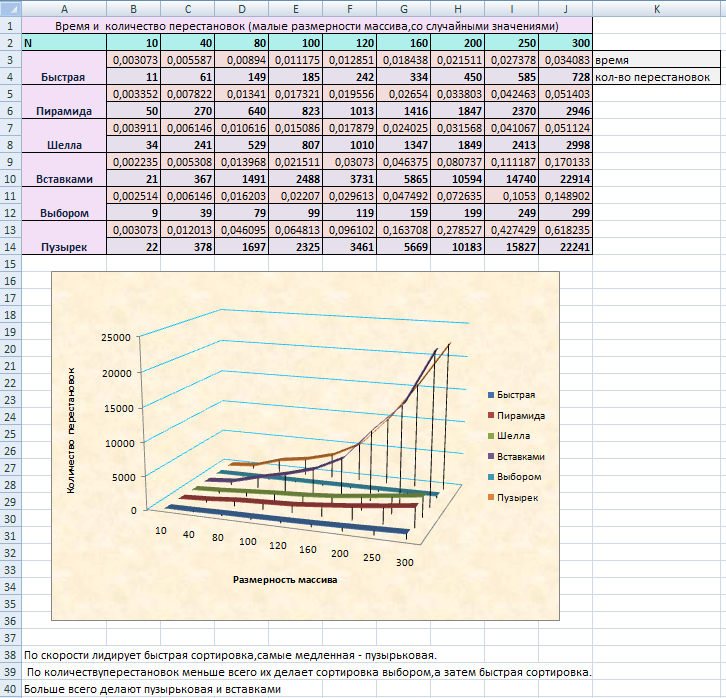 A B C D E F G H I J K
1 Время и количество перестановок (малые размерности массива,со случайными значениями)
2 N 10 40 80 100 120 160 200 250 300
3 0,003073 0,005587 0,00894 0,011175 0,012851 0,018438 0,021511 0,027378 0,034083 время
4 Быстрая 11 61 149 185 242 334 450 585 728 кол-во перестановок
5 0,003352 0,007822 0,01341 0,017321 0,019556 0,02654 0,033803 0,042463 0,051403
6 Пирамида 50 270 640 823 1013 1416 1847 2370 2946
7 0,003911 0,006146 0,010616 0,015086 0,017879 0,024025 0,031568 0,041067 0,051124
8 Шелла 34 241 529 807 1010 1347 1849 2413 2998
9 0,002235 0,005308 0,013968 0,021511 0,03073 0,046375 0,080737 0,111187 0,170133
10 Вставками 21 367 1491 2488 3731 5865 10594 14740 22914
11 0,002514 0,006146 0,016203 0,02207 0,029613 0,047492 0,072635 0,1053 0,148902
12 Выбором 9 39 79 99 119 159 199 249 299
13 0,003073 0,012013 0,046095 0,064813 0,096102 0,163708 0,278527 0,427429 0,618235
14 Пузырек 22 378 1697 2325 3461 5669 10183 15827 22241
15
16
17
18
19
20
21
22
23
24
25
26
27
28
29
30
31
32
33
34
35
36
37
Количество перестановок
25000
20000
15000
10000
5000
0
10 40 80 100 120 160 200 250 300
Размерность массива
Быстрая
Пирамида
Шелла
Вставками
Выбором
Пузырек
38 По скорости лидирует быстрая сортировка,самые медленная - пузырьковая.
39 По количествуперестановок меньше всего их делает сортировка выбором,а затем быстрая сортировка.
40 Больше всего делают пузырьковая и вставками